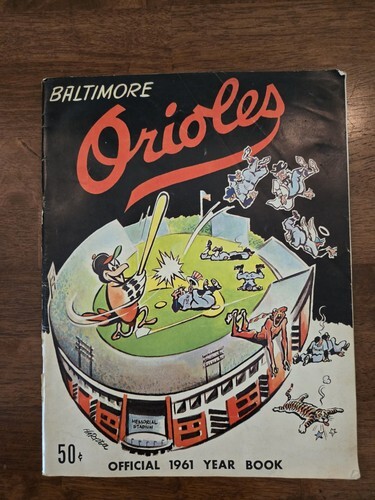 BALTIMORE
Orioles
MEMORIAL
STADIUM
50¢
OFFICIAL 1961 YEAR BOOK